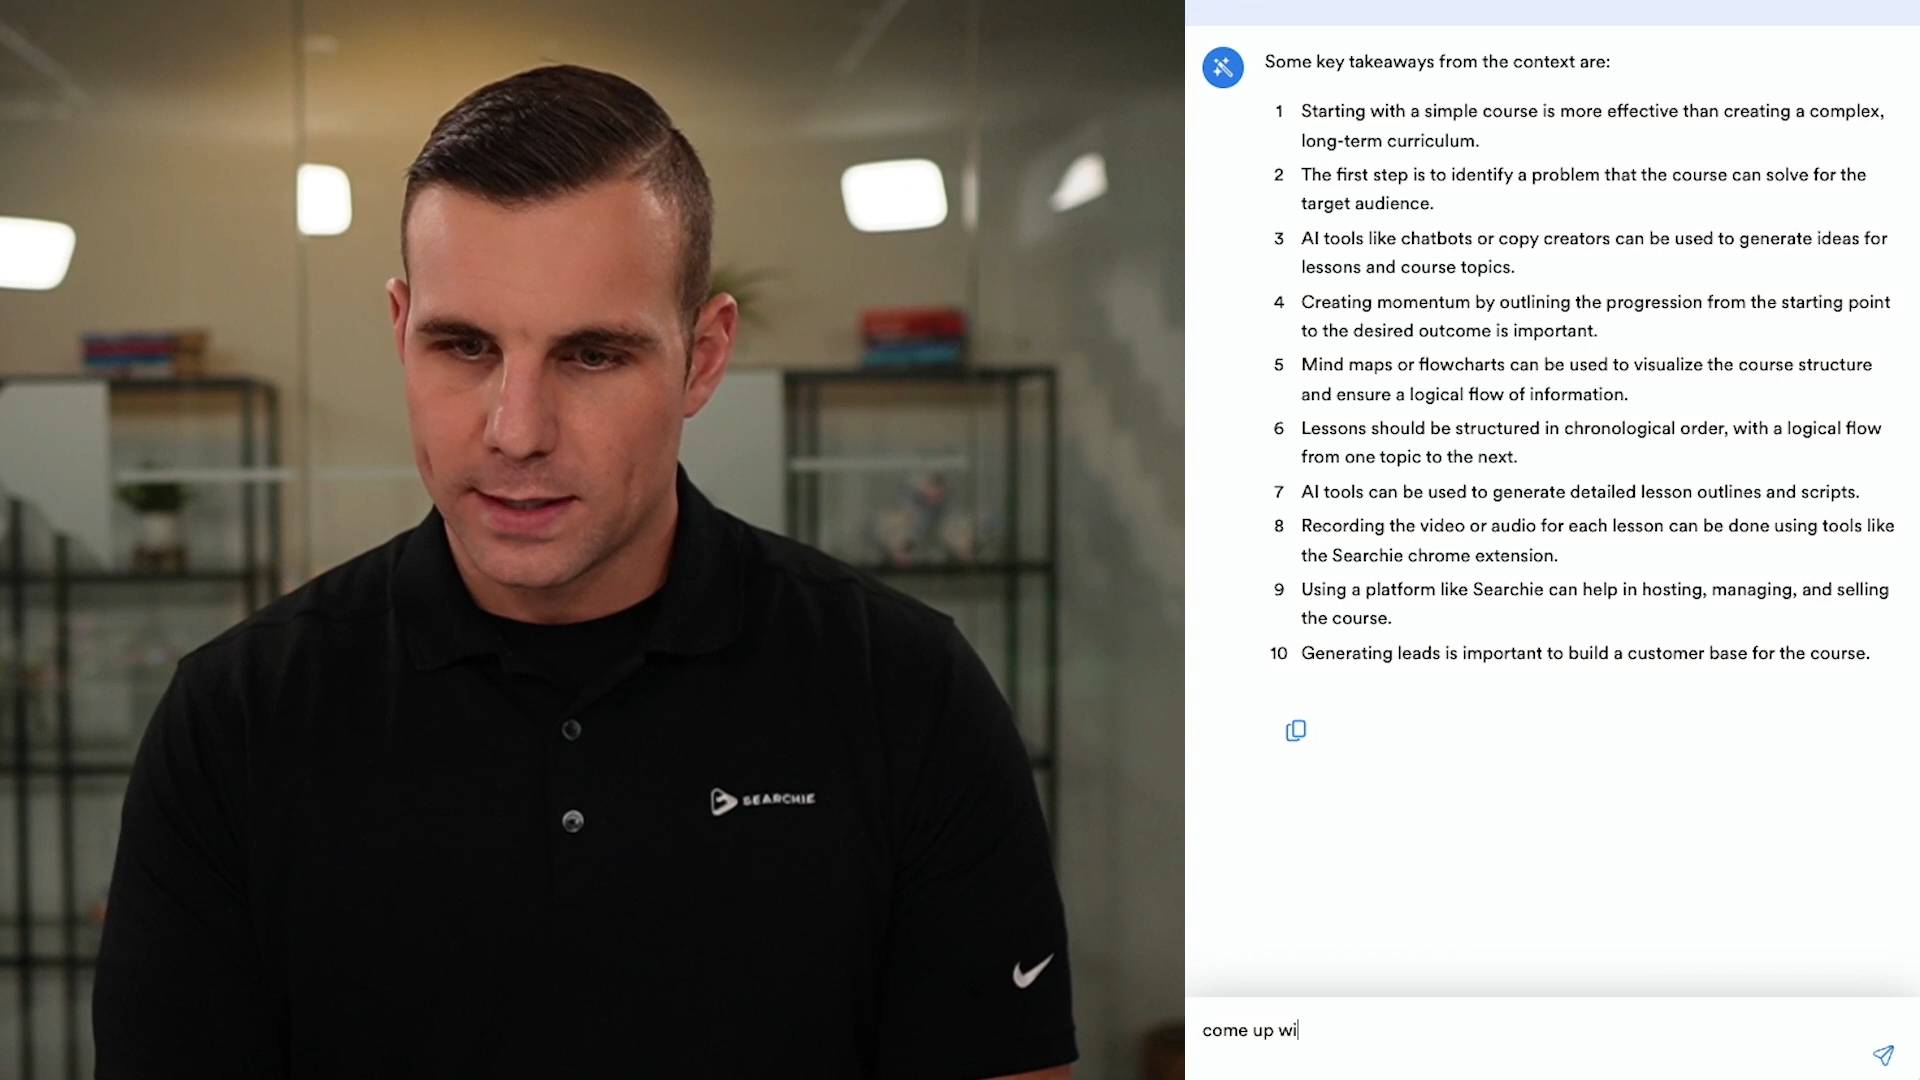 Some key takeaways from the context are:
1 Starting with a simple course is more effective than creating a complex,
long-term curriculum.
2 The first step is to identify a problem that the course can solve for the
target audience.
3 AI tools like chatbots or copy creators can be used to generate ideas for
lessons and course topics.
4 Creating momentum by outlining the progression from the starting point
to the desired outcome is important.
5 Mind maps or flowcharts can be used to visualize the course structure
and ensure a logical flow of information.
6 Lessons should be structured in chronological order, with a logical flow
from one topic to the next.
7 AI tools can be used to generate detailed lesson outlines and scripts.
8 Recording the video or audio for each lesson can be done using tools like
the Searchie chrome extension.
9 Using a platform like Searchie can help in hosting, managing, and selling
the course.
10 Generating leads is important to build a customer base for the course.
come up wi
SEARCHIE